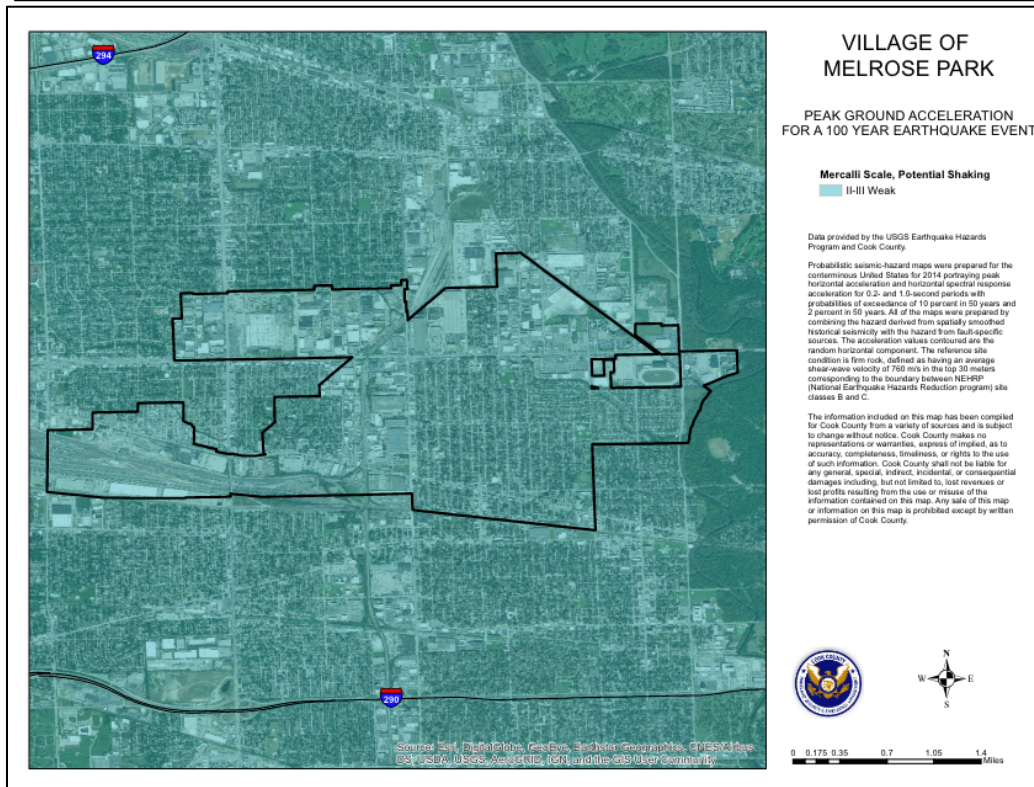 VILLAGE OF
MELROSE PARK
PEAK GROUND ACCELERATION
FOR A 100 YEAR EARTHQUAKE EVENT
Mercalli Scale, Potential Shaking
II-III Weak
Data provided by the USGS Earthquake Hazards
Program and Cook County.
Probabilistic seismic-hazard maps were prepared for the
conterminous United States for 2014 portraying peak
horizontal acceleration and horizontal spectral response
acceleration for 0.2- and 1.0-second periods with
probabilities of exceedance of 10 percent in 50 years and
2 percent in 50 years. All of the maps were prepared by
combining the hazard derived from spatially smoothed
historical seismicity with the hazard from fault-specific
sources. The acceleration values contoured are the
random horizontal component. The reference site
condition is firm rock, defined as having an average
shear-wave velocity of 760 m/s in the top 30 meters
corresponding to the boundary between NEHRP
(National Earthquake Hazards Reduction program) site
classes B and C.
The information included on this map has been compiled
for Cook County from a variety of sources and is subject
to change without notice. Cook County makes no
representations or warranties, express of implied, as to
accuracy, completeness, timeliness, or rights to the use
of such information. Cook County shall not be liable for
any general, special, indirect, incidental, or consequential
damages including, but not limited to, lost revenues or
lost profits resulting from the use or misuse of the
information contained on this map. Any sale of this map
or information on this map is prohibited except by written
permission of Cook County.
294
290
Source: Esri, DigitalGlobe, GeoEye, Earthstar Geographics, CNES/Airbus
DS, USDA, USGS, AeroGRID, IGN, and the GIS User Community
COOK COUNTY
N
W E
S
0 0.175 0.35 0.7 1.05 1.4
Miles